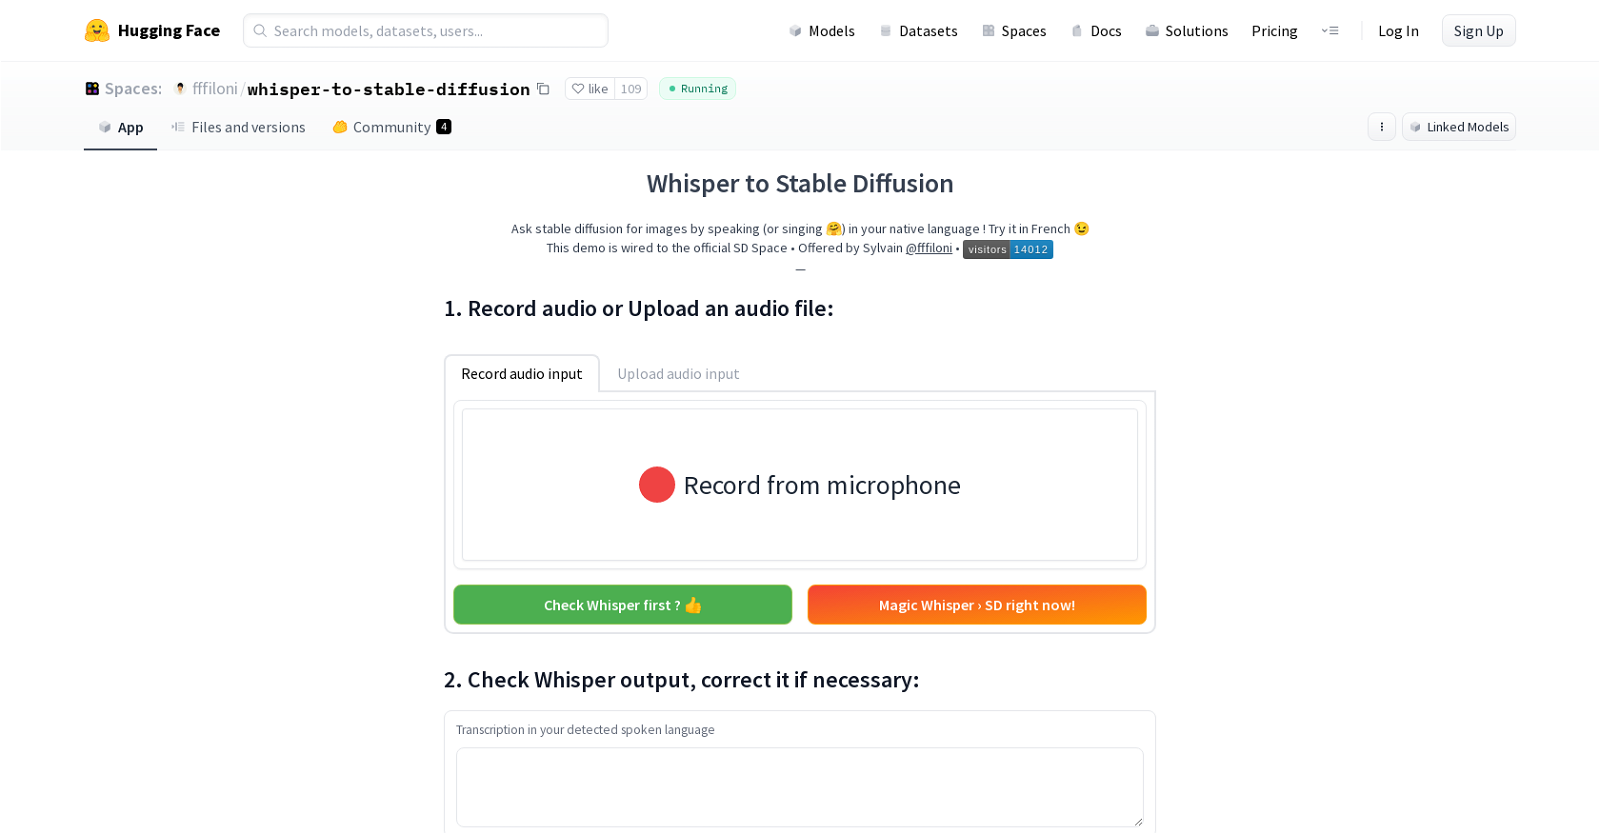 Hugging Face
Search models, datasets, users...
Models
Datasets
Spaces
Docs
Solutions
Pricing
Log In
Sign Up
Spaces:
fffiloni/whisper-to-stable-diffusion
like 109
Running
App
Files and versions
Community 4
Linked Models
Whisper to Stable Diffusion
Ask stable diffusion for images by speaking (or singing 🤗) in your native language ! Try it in French 😉
This demo is wired to the official SD Space • Offered by Sylvain @fffiloni • visitors 14012
—
1. Record audio or Upload an audio file:
Record audio input
Upload audio input
Record from microphone
Check Whisper first ? 👍
Magic Whisper › SD right now!
2. Check Whisper output, correct it if necessary:
Transcription in your detected spoken language